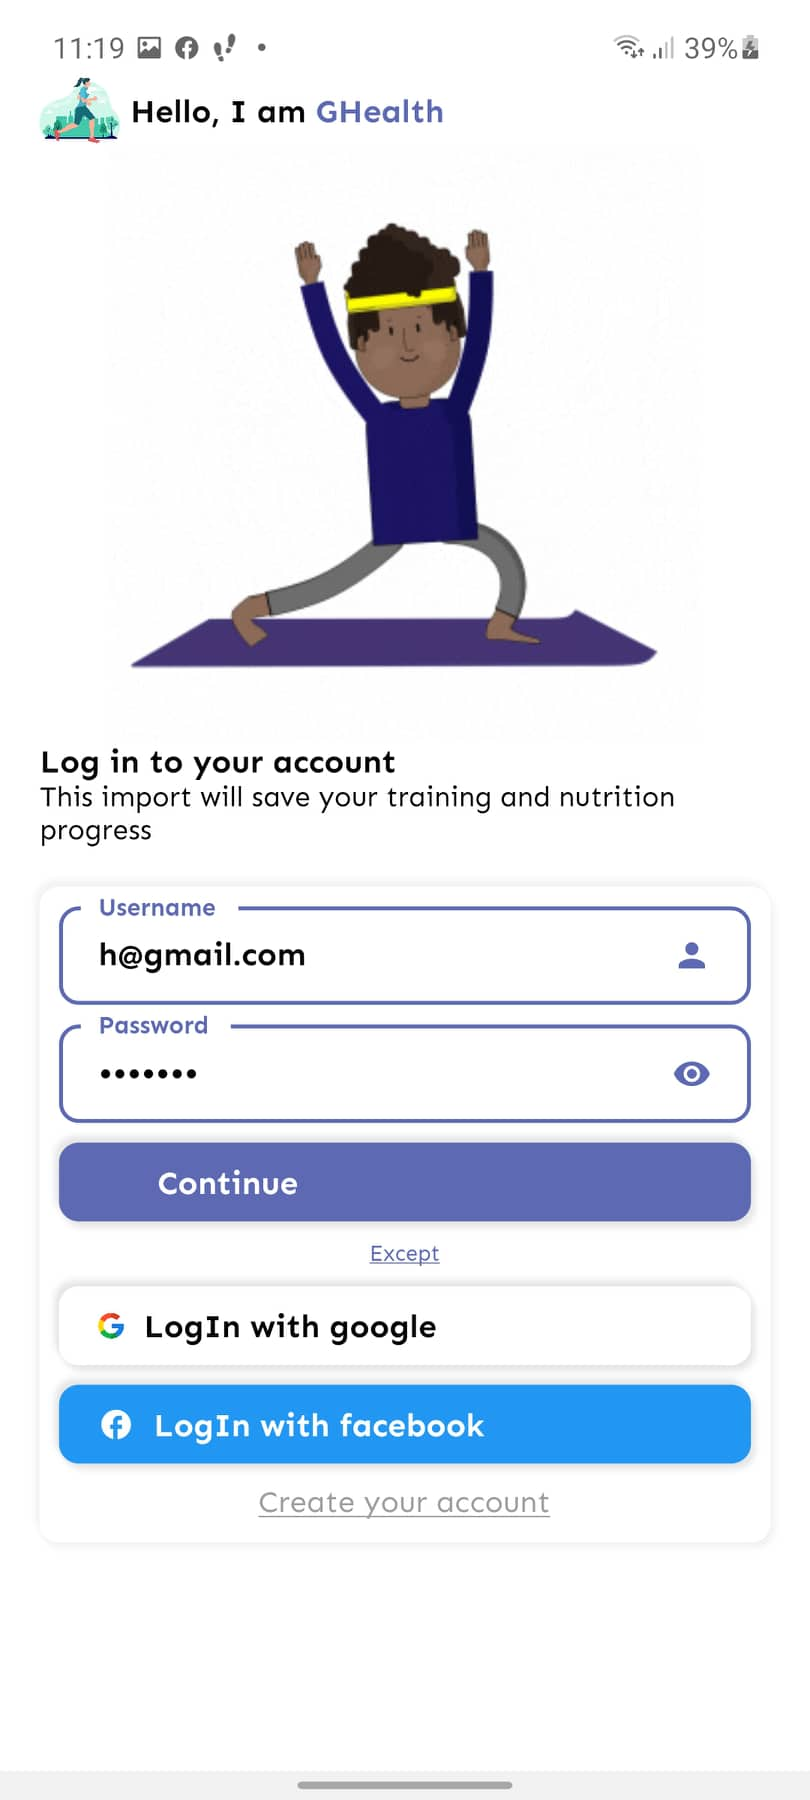 11:19
39%
Hello, I am GHealth
Log in to your account
This import will save your training and nutrition
progress
Username
h@gmail.com
Password
•••••••
Continue
Except
LogIn with google
LogIn with facebook
Create your account